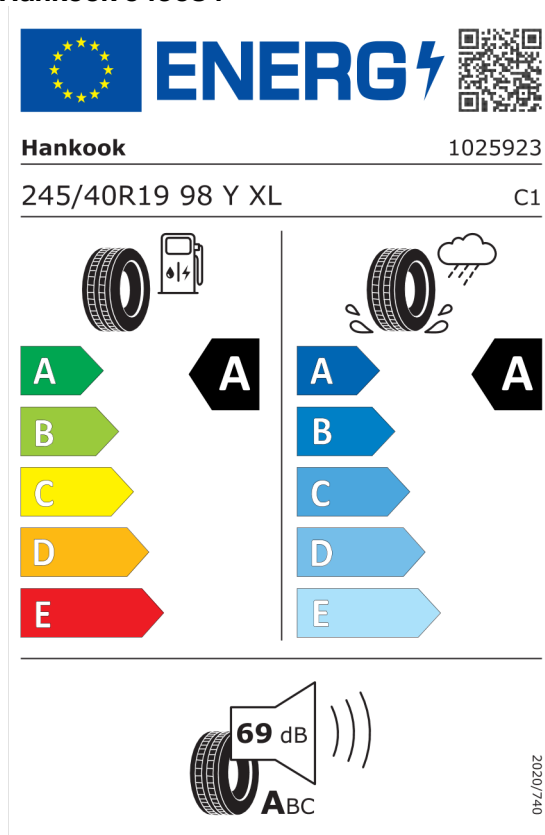 ENERG
Hankook 1025923
245/40R19 98 Y XL C1
A A A A
B B
C C
D D
E E
69 dB
ABC
2020/740